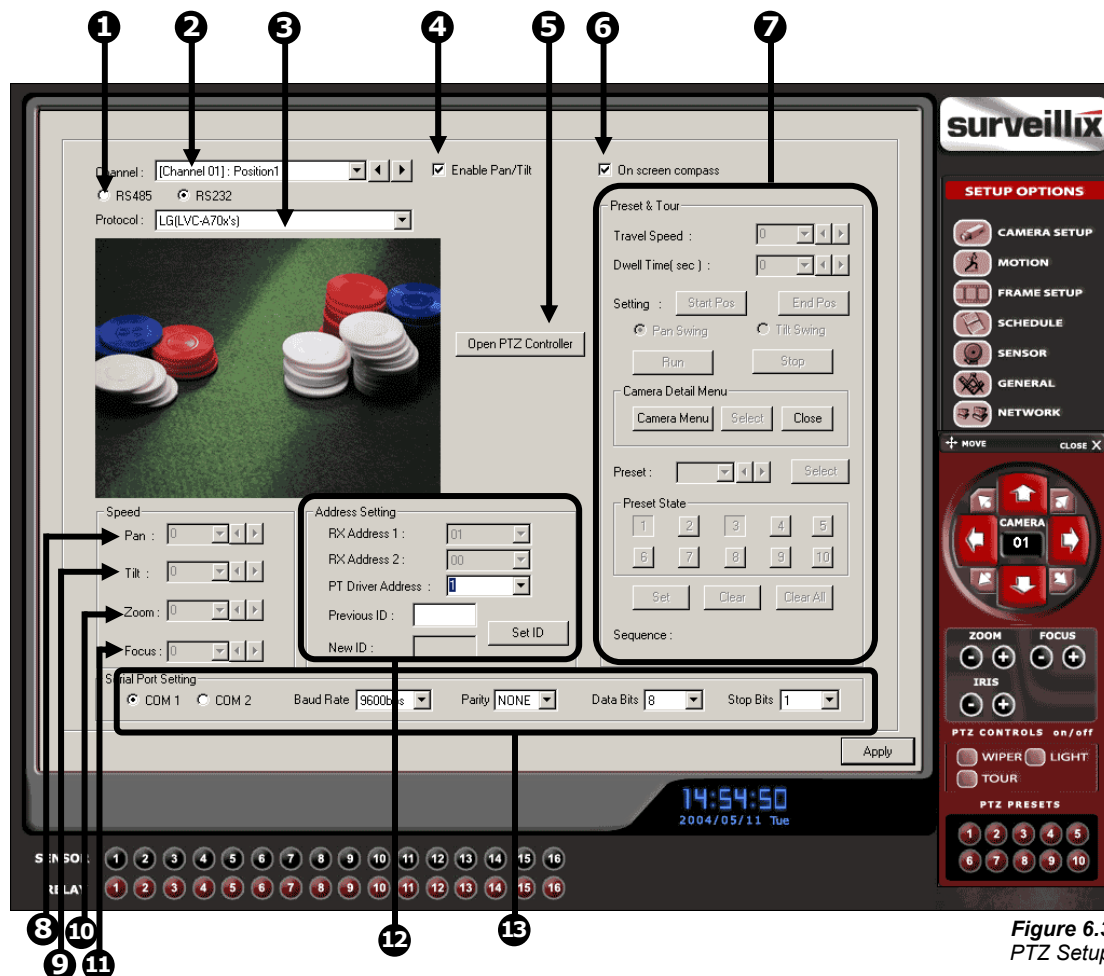 1 2 3 4 5 6 7
surveillix
Channel : [Channel 01] : Position1
Enable Pan/Tilt
On screen compass
RS485 RS232
Protocol : LG(LVC-A70x's)
Open PTZ Controller
Preset & Tour
Travel Speed : 0
Dwell Time( sec ) : 0
Setting : Start Pos End Pos
Pan Swing Tilt Swing
Run Stop
Camera Detail Menu
Camera Menu Select Close
Preset : Select
Preset State
1 2 3 4 5
6 7 8 9 10
Set Clear Clear All
Sequence :
Speed
Pan : 0
Tilt : 0
Zoom : 0
Focus : 0
Address Setting
RX Address 1 : 01
RX Address 2 : 00
PT Driver Address : 1
Previous ID :
New ID :
Set ID
Serial Port Setting
COM 1 COM 2 Baud Rate 9600bps Parity NONE Data Bits 8 Stop Bits 1
Apply
SETUP OPTIONS
CAMERA SETUP
MOTION
FRAME SETUP
SCHEDULE
SENSOR
GENERAL
NETWORK
MOVE CLOSE X
CAMERA
01
ZOOM FOCUS
- + - +
IRIS
- +
PTZ CONTROLS on/off
WIPER LIGHT
TOUR
PTZ PRESETS
1 2 3 4 5
6 7 8 9 10
14:54:50
2004/05/11 Tue
SENSOR 1 2 3 4 5 6 7 8 9 10 11 12 13 14 15 16
RELAY 1 2 3 4 5 6 7 8 9 10 11 12 13 14 15 16
8 9 10 11 12 13
Figure 6.3
PTZ Setup